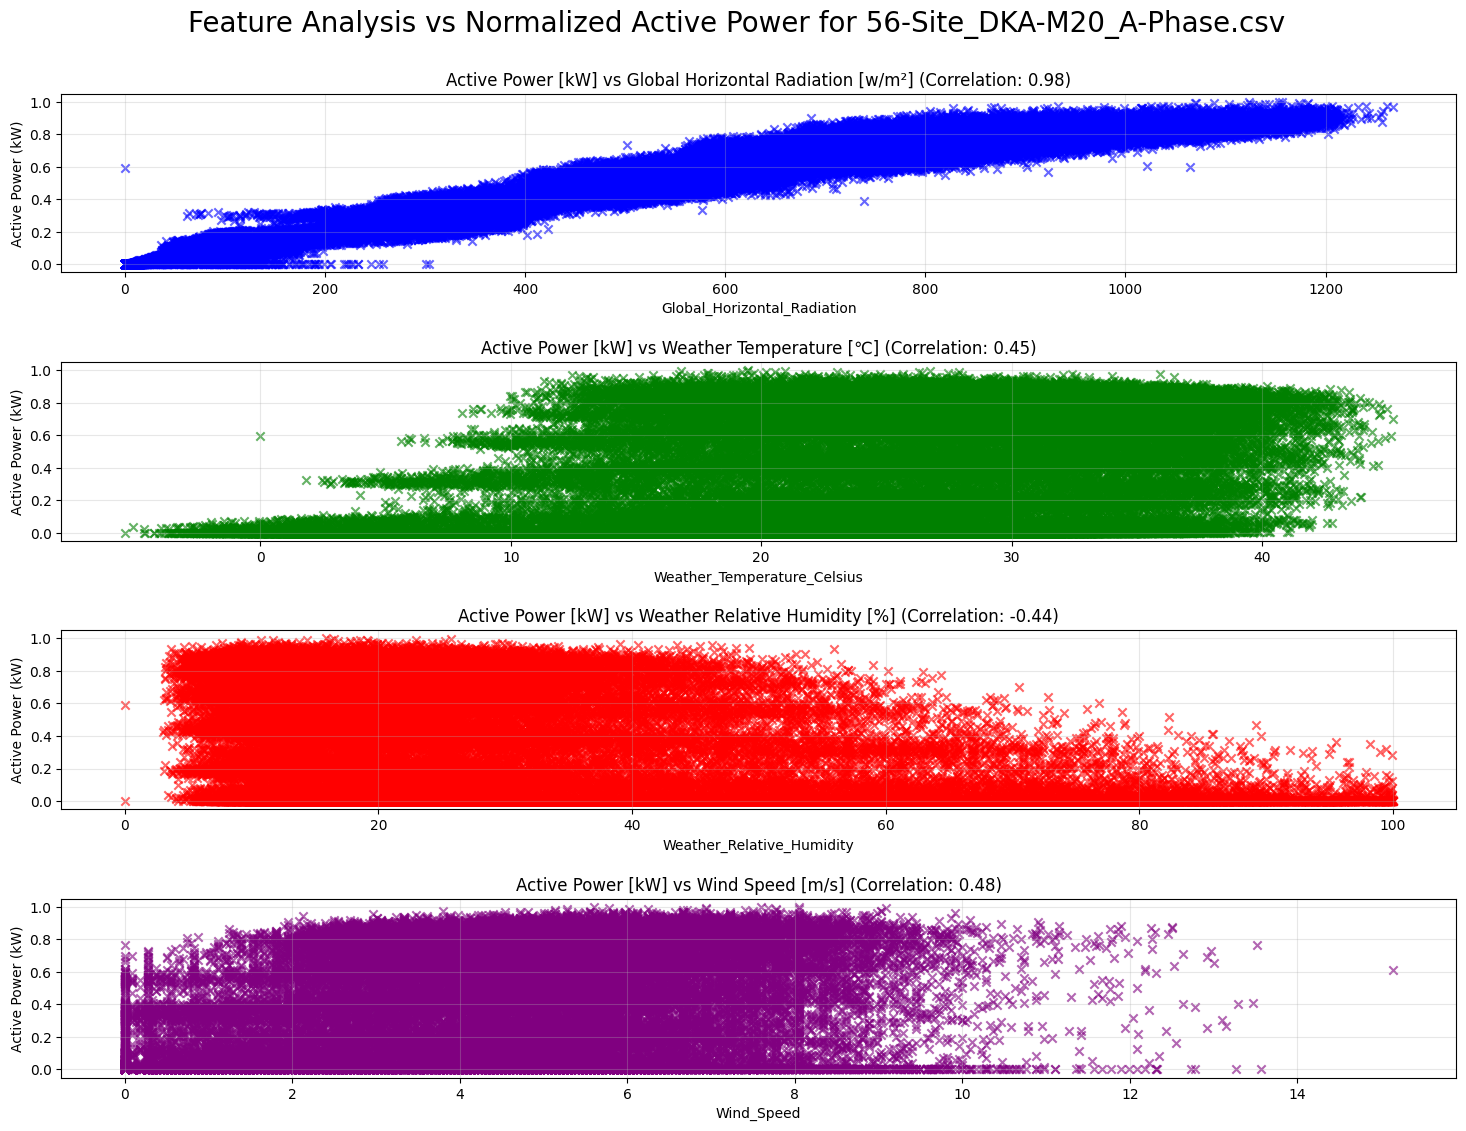 Feature Analysis vs Normalized Active Power for 56-Site_DKA-M20_A-Phase.csv
Active Power [kW] vs Global Horizontal Radiation [w/m²] (Correlation: 0.98)
Active Power (kW)
1.0
0.8
0.6
0.4
0.2
0.0
0 200 400 600 800 1000 1200
Global_Horizontal_Radiation
Active Power [kW] vs Weather Temperature [℃] (Correlation: 0.45)
Active Power (kW)
1.0
0.8
0.6
0.4
0.2
0.0
0 10 20 30 40
Weather_Temperature_Celsius
Active Power [kW] vs Weather Relative Humidity [%] (Correlation: -0.44)
Active Power (kW)
1.0
0.8
0.6
0.4
0.2
0.0
0 20 40 60 80 100
Weather_Relative_Humidity
Active Power [kW] vs Wind Speed [m/s] (Correlation: 0.48)
Active Power (kW)
1.0
0.8
0.6
0.4
0.2
0.0
0 2 4 6 8 10 12 14
Wind_Speed